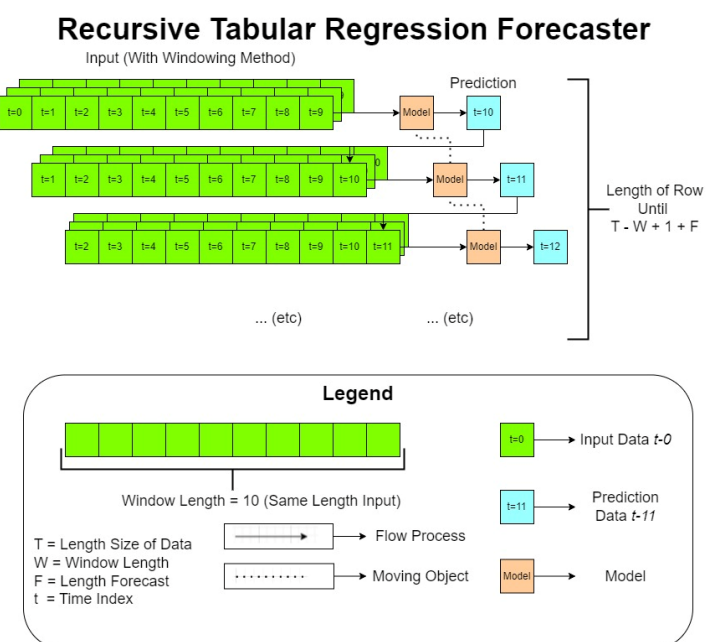 Recursive Tabular Regression Forecaster
Input (With Windowing Method)
Prediction
t=0 t=1 t=2 t=3 t=4 t=5 t=6 t=7 t=8 t=9 Model t=10
t=1 t=2 t=3 t=4 t=5 t=6 t=7 t=8 t=9 t=10 0 Model t=11
t=2 t=3 t=4 t=5 t=6 t=7 t=8 t=9 t=10 t=11 Model t=12
Length of Row
Until
T - W + 1 + F
... (etc) ... (etc)
Legend
Window Length = 10 (Same Length Input)
T = Length Size of Data
W = Window Length
F = Length Forecast
t = Time Index
Flow Process
Moving Object
t=0 Input Data t-0
t=11 Prediction
Data t-11
Model Model